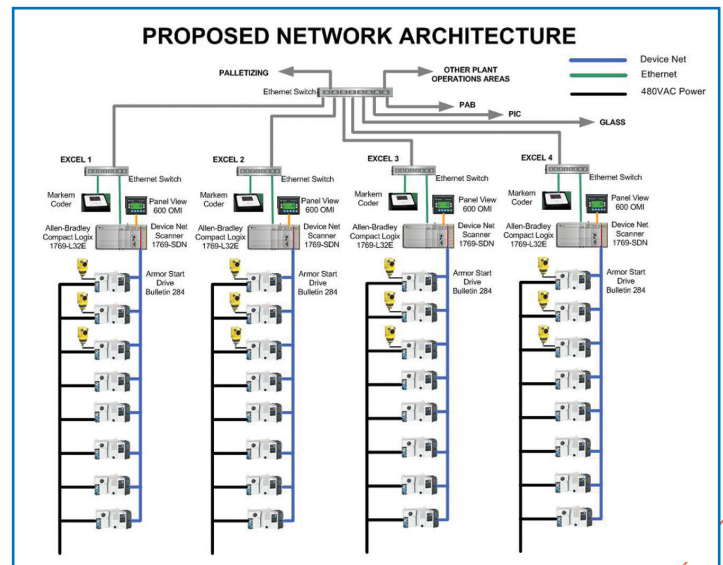 PROPOSED NETWORK ARCHITECTURE
Device Net
Ethernet
480VAC Power
PALLETIZING
OTHER PLANT
OPERATIONS AREAS
Ethernet Switch
PAB
PIC
GLASS
EXCEL 1
Ethernet Switch
Markem
Coder
Panel View
600 OMI
Allen-Bradley
Compact Logix
1769-L32E
Device Net
Scanner
1769-SDN
Armor Start
Drive
Bulletin 284
EXCEL 2
Ethernet Switch
Markem
Coder
Panel View
600 OMI
Allen-Bradley
Compact Logix
1769-L32E
Device Net
Scanner
1769-SDN
Armor Start
Drive
Bulletin 284
EXCEL 3
Ethernet Switch
Markem
Coder
Panel View
600 OMI
Allen-Bradley
Compact Logix
1769-L32E
Device Net
Scanner
1769-SDN
Armor Start
Drive
Bulletin 284
EXCEL 4
Ethernet Switch
Markem
Coder
Panel View
600 OMI
Allen-Bradley
Compact Logix
1769-L32E
Device Net
Scanner
1769-SDN
Armor Start
Drive
Bulletin 284